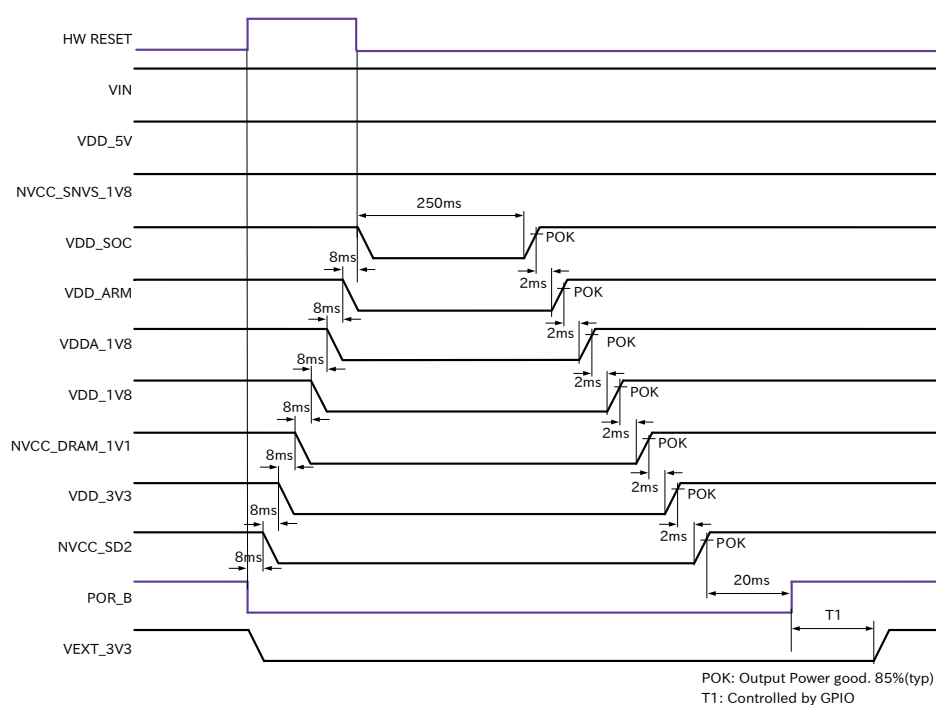 HW RESET
VIN
VDD_5V
NVCC_SNVS_1V8
250ms
VDD_SOC
POK
8ms
2ms
VDD_ARM
POK
8ms
2ms
VDDA_1V8
POK
8ms
2ms
VDD_1V8
POK
8ms
2ms
NVCC_DRAM_1V1
POK
8ms
2ms
VDD_3V3
POK
8ms
2ms
NVCC_SD2
POK
8ms
20ms
POR_B
T1
VEXT_3V3
POK: Output Power good. 85%(typ)
T1: Controlled by GPIO